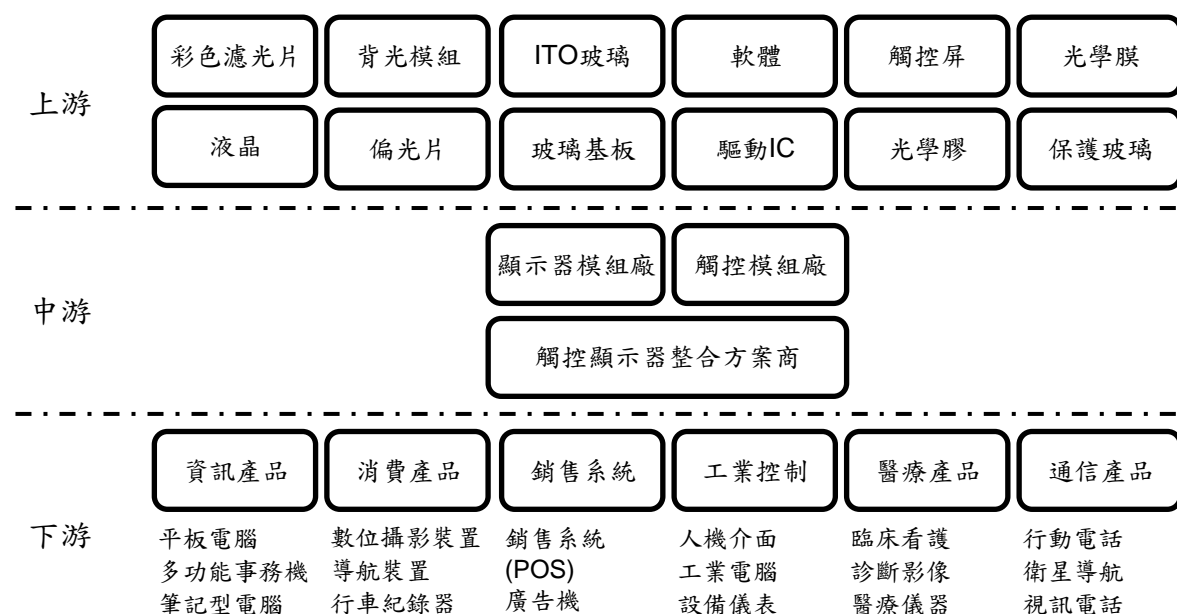 彩色濾光片 背光模組 ITO玻璃 軟體 觸控屏 光學膜
上游
液晶 偏光片 玻璃基板 驅動IC 光學膠 保護玻璃
顯示器模組廠 觸控模組廠
中游
觸控顯示器整合方案商
資訊產品 消費產品 銷售系統 工業控制 醫療產品 通信產品
下游
平板電腦 數位攝影裝置 銷售系統 人機介面 臨床看護 行動電話
多功能事務機 導航裝置 (POS) 工業電腦 診斷影像 衛星導航
筆記型電腦 行車紀錄器 廣告機 設備儀表 醫療儀器 視訊電話